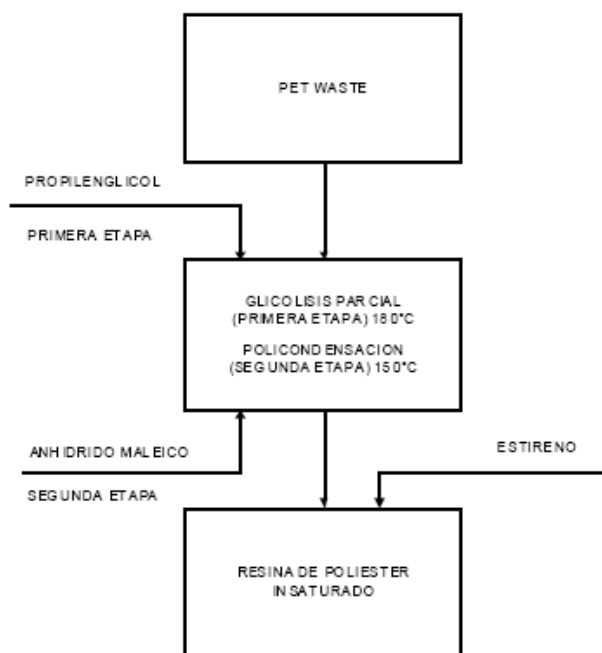 PET WASTE
PROPILENGLICOL
PRIMERA ETAPA
GLICOLISIS PARCIAL
(PRIMERA ETAPA) 180°C
POLICONDENSACION
(SEGUNDA ETAPA) 150°C
ANHIDRIDO MALEICO
SEGUNDA ETAPA
ESTIRENO
RESINA DE POLIESTER
INSATURADO